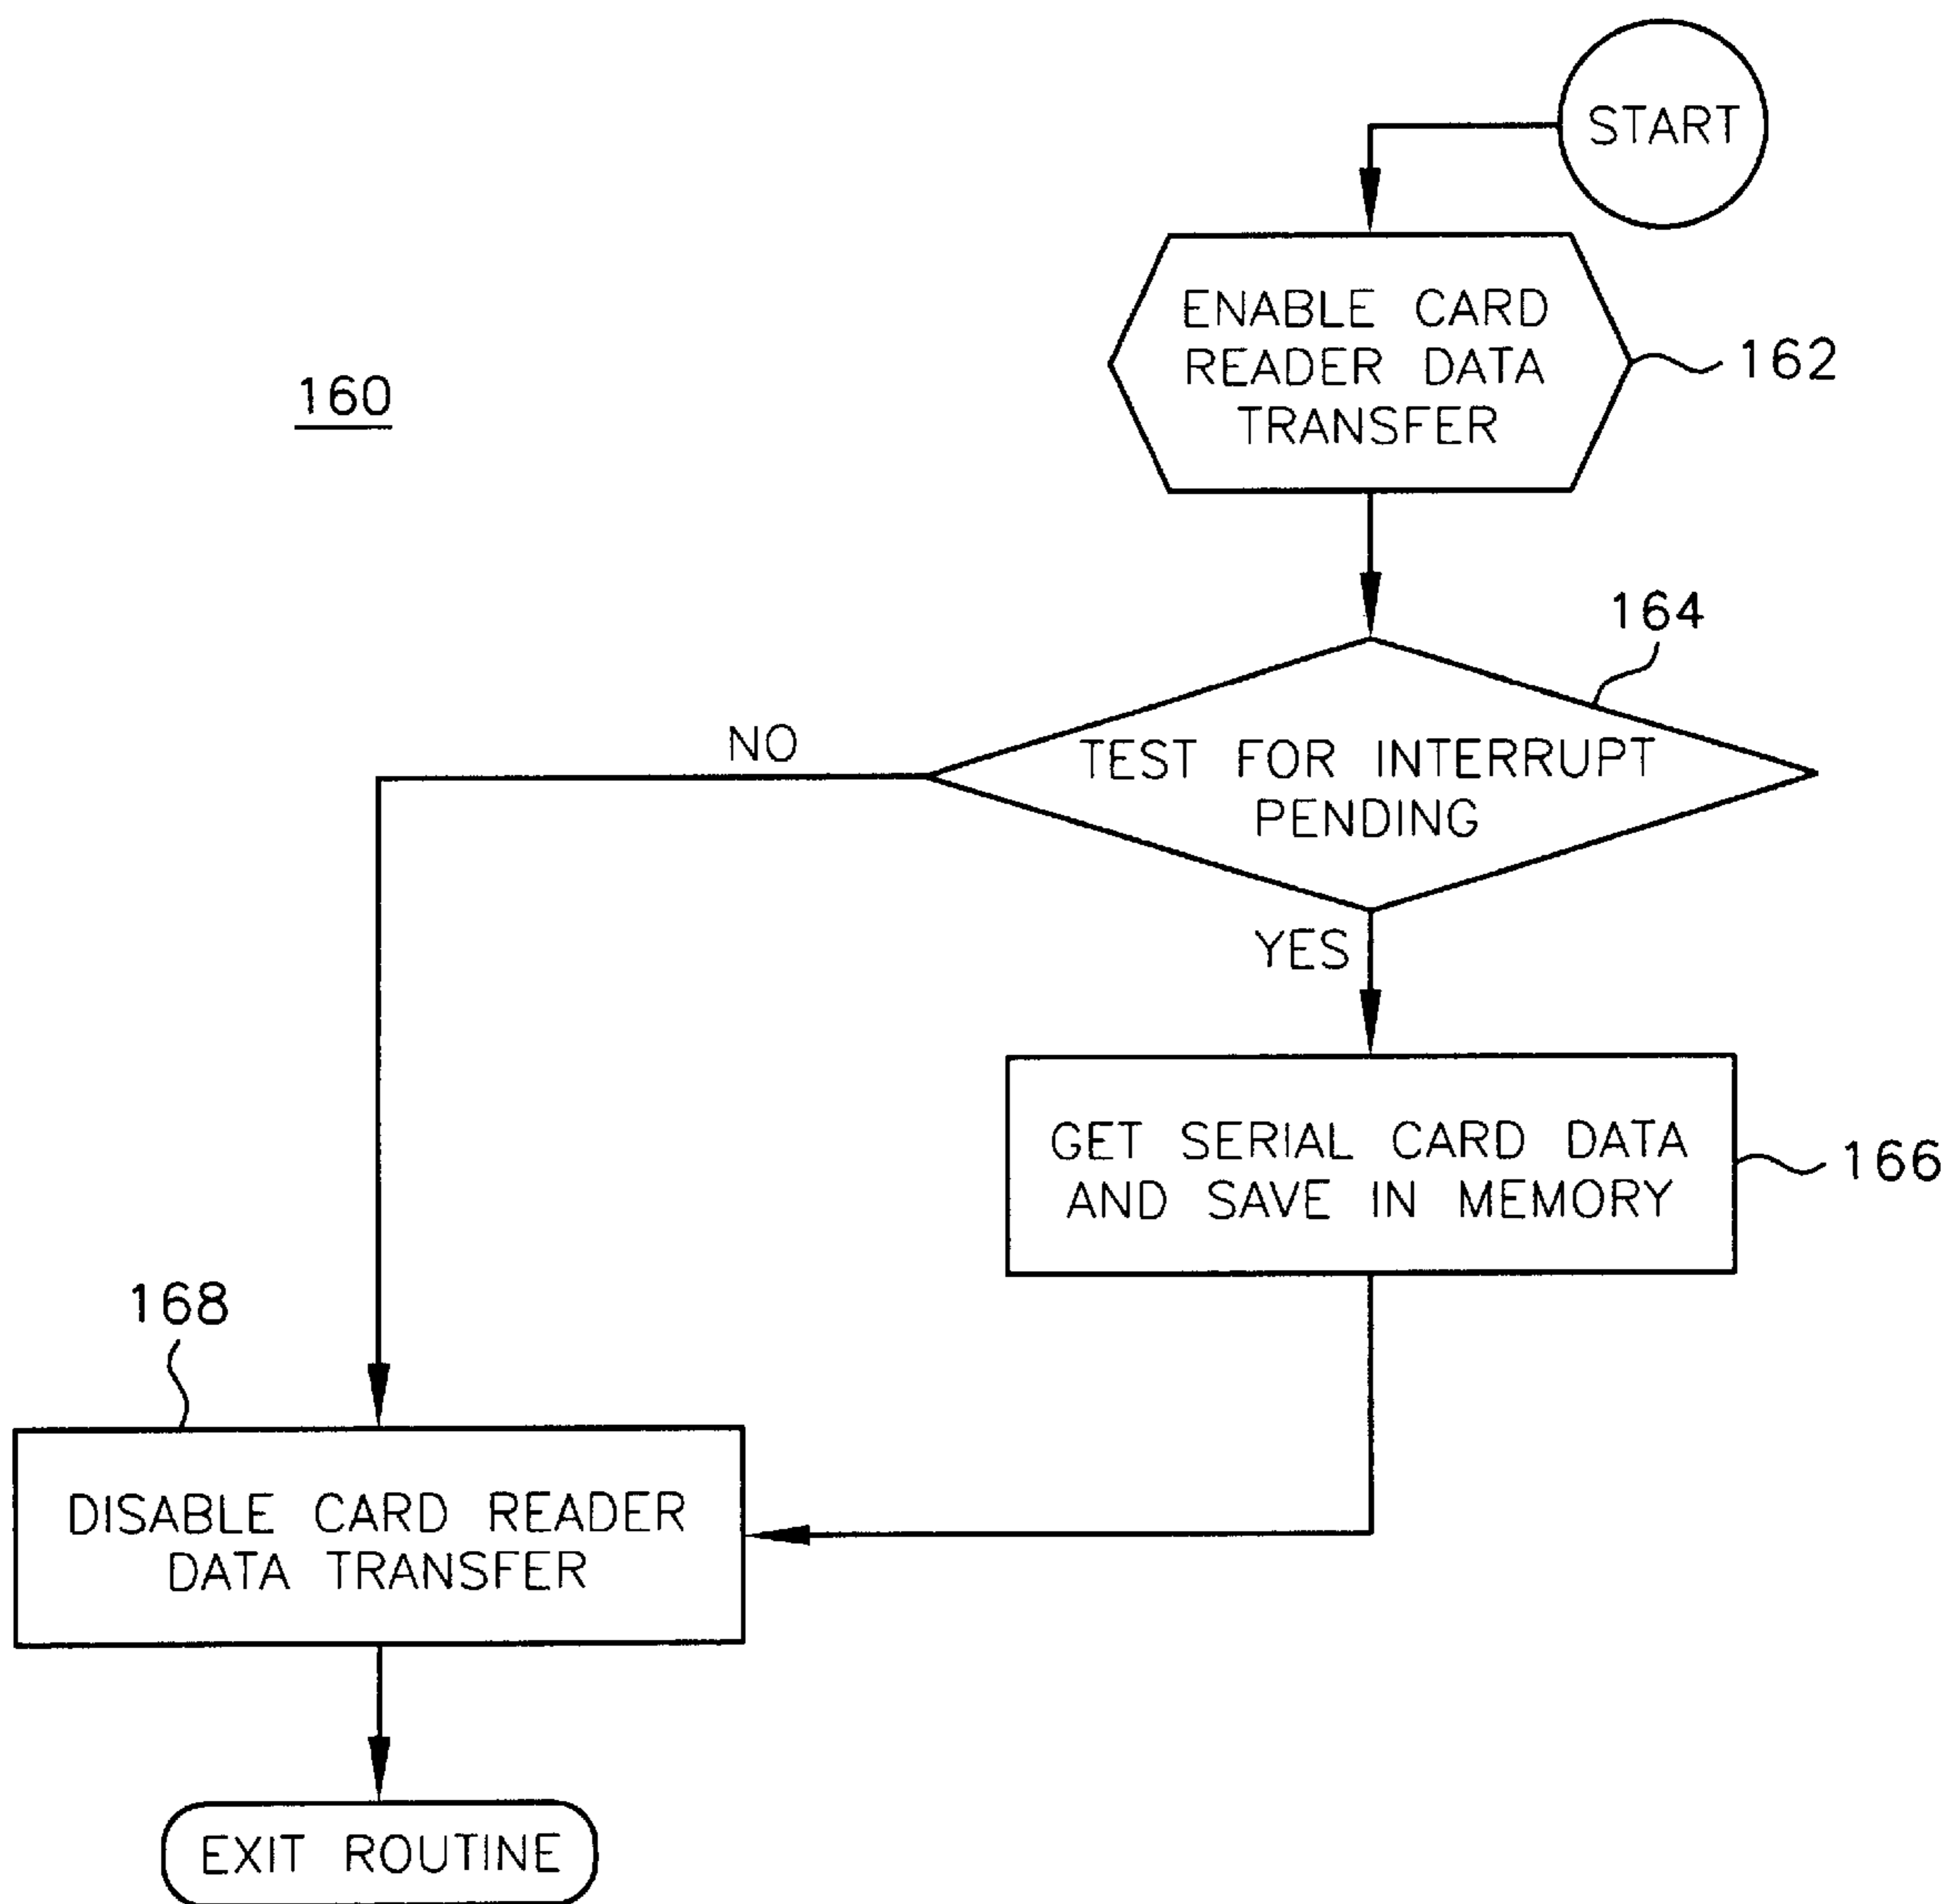 START
ENABLE CARD
READER DATA
TRANSFER
162
160
164
NO
TEST FOR INTERRUPT
PENDING
YES
GET SERIAL CARD DATA
AND SAVE IN MEMORY
166
168
DISABLE CARD READER
DATA TRANSFER
EXIT ROUTINE